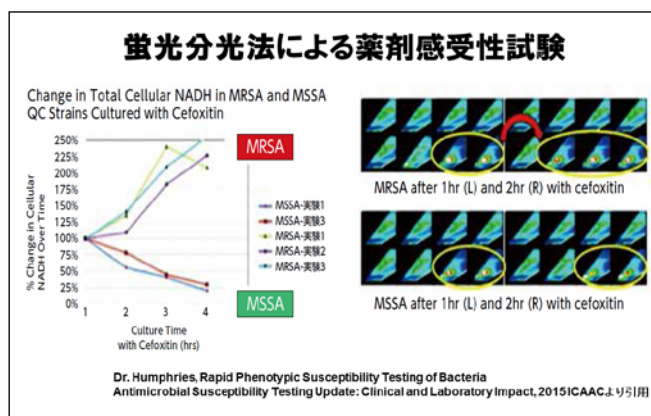 蛍光分光法による薬剤感受性試験
Change in Total Cellular NADH in MRSA and MSSA
QC Strains Cultured with Cefoxitin
% Change in Cellular
NADH Over Time
250%
225%
200%
175%
150%
125%
100%
75%
50%
25%
0%
1 2 3 4
Culture Time
with Cefoxitin (hrs)
MRSA
MSSA-実験1
MSSA-実験3
MRSA-実験1
MRSA-実験2
MRSA-実験3
MSSA
MRSA after 1hr (L) and 2hr (R) with cefoxitin
MSSA after 1hr (L) and 2hr (R) with cefoxitin
Dr. Humphries, Rapid Phenotypic Susceptibility Testing of Bacteria
Antimicrobial Susceptibility Testing Update: Clinical and Laboratory Impact, 2015 ICAACより引用